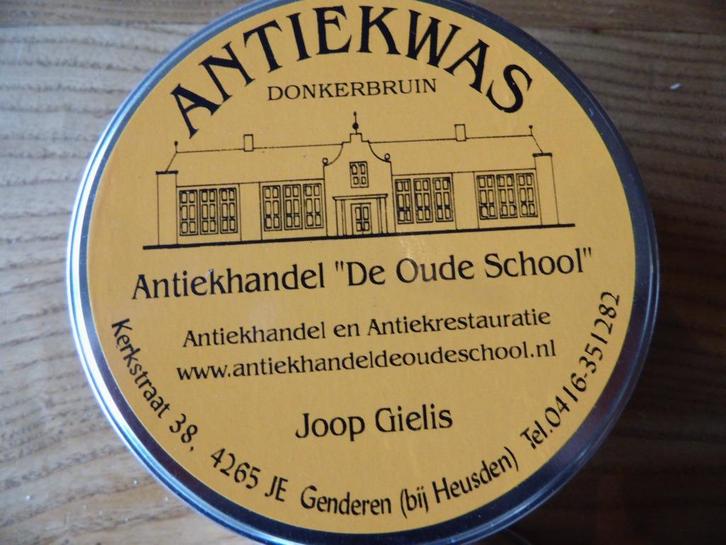 ANTIEKWAS
DONKERBRUIN
Antiekhandel "De Oude School"
Antiekhandel en Antiekrestauratie
www.antiekhandeldeoudeschool.nl
Joop Gielis
Kerkstraat 38, 4265 JE Genderen (bij Heusden) Tel.0416-351282